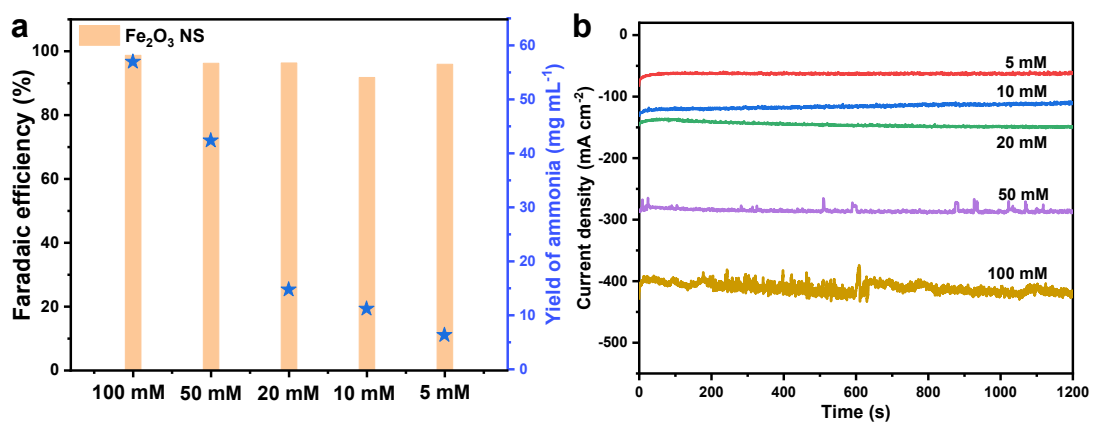 a
Fe₂O₃ NS
Faradaic efficiency (%)
0
20
40
60
80
100
100 mM
50 mM
20 mM
10 mM
5 mM
Yield of ammonia (mg mL⁻¹)
0
10
20
30
40
50
60
b
Current density (mA cm⁻²)
0
-100
-200
-300
-400
-500
5 mM
10 mM
20 mM
50 mM
100 mM
0
200
400
600
800
1000
1200
Time (s)